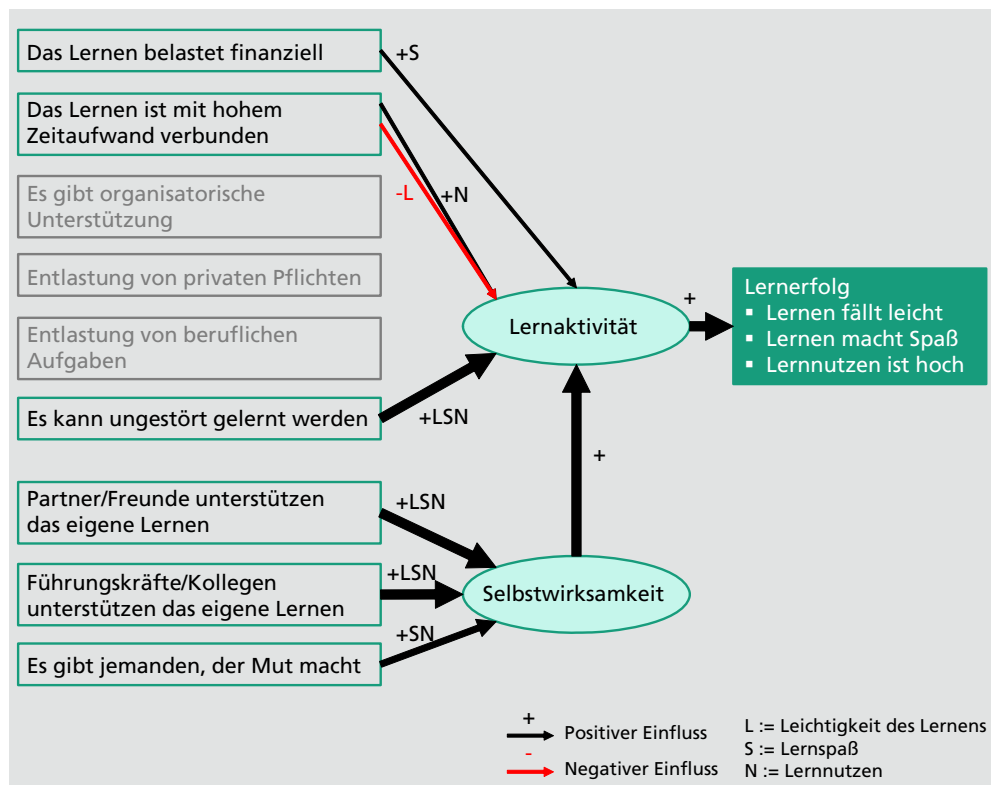 Das Lernen belastet finanziell
+S
Das Lernen ist mit hohem
Zeitaufwand verbunden
-L
+N
Es gibt organisatorische
Unterstützung
Entlastung von privaten Pflichten
Entlastung von beruflichen
Aufgaben
Es kann ungestört gelernt werden
+LSN
Lernaktivität
+
Lernerfolg
▪ Lernen fällt leicht
▪ Lernen macht Spaß
▪ Lernnutzen ist hoch
+
Partner/Freunde unterstützen
das eigene Lernen
+LSN
Führungskräfte/Kollegen
unterstützen das eigene Lernen
+LSN
Es gibt jemanden, der Mut macht
+SN
Selbstwirksamkeit
+
Positiver Einfluss
-
Negativer Einfluss
L := Leichtigkeit des Lernens
S := Lernspaß
N := Lernnutzen